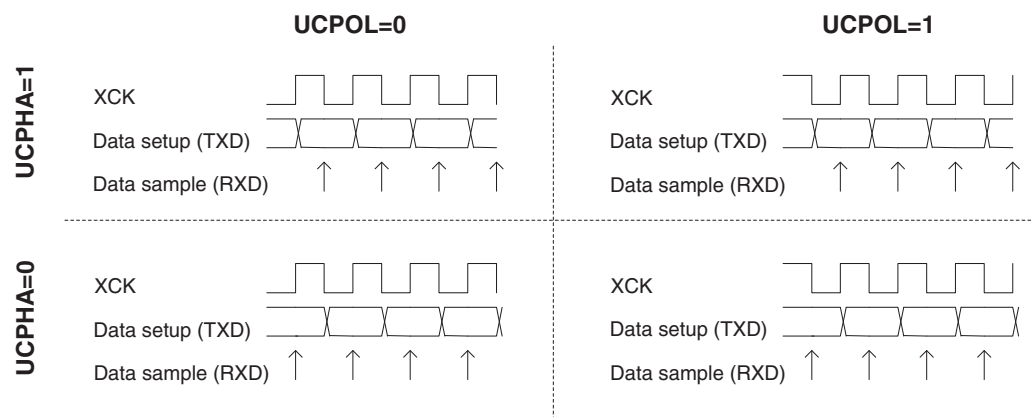 UCPOL=0
UCPOL=1
UCPHA=1
XCK
Data setup (TXD)
Data sample (RXD)
XCK
Data setup (TXD)
Data sample (RXD)
UCPHA=0
XCK
Data setup (TXD)
Data sample (RXD)
XCK
Data setup (TXD)
Data sample (RXD)